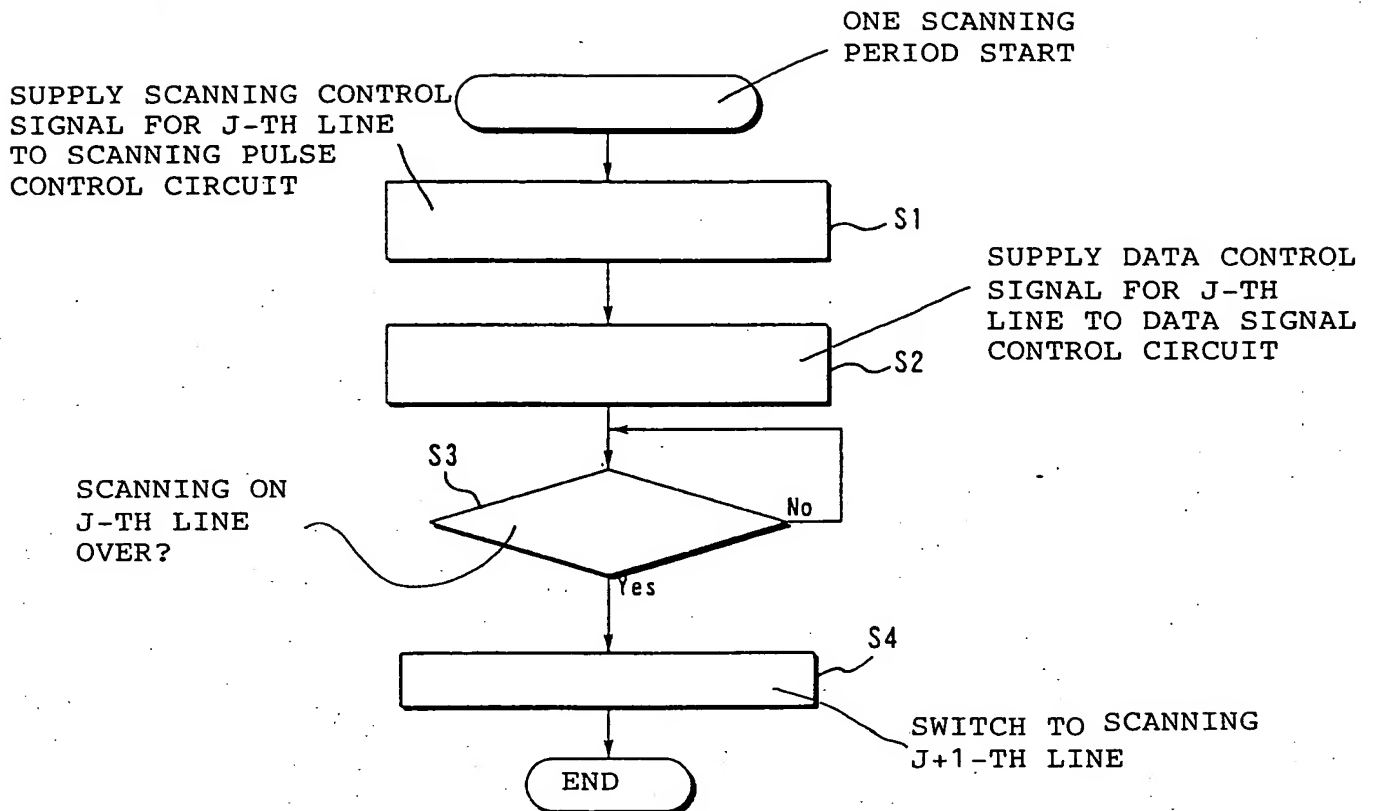 ONE SCANNING
PERIOD START
SUPPLY SCANNING CONTROL
SIGNAL FOR J-TH LINE
TO SCANNING PULSE
CONTROL CIRCUIT
S1
SUPPLY DATA CONTROL
SIGNAL FOR J-TH
LINE TO DATA SIGNAL
CONTROL CIRCUIT
S2
S3
SCANNING ON
J-TH LINE
OVER?
No
Yes
S4
SWITCH TO SCANNING
J+1-TH LINE
END